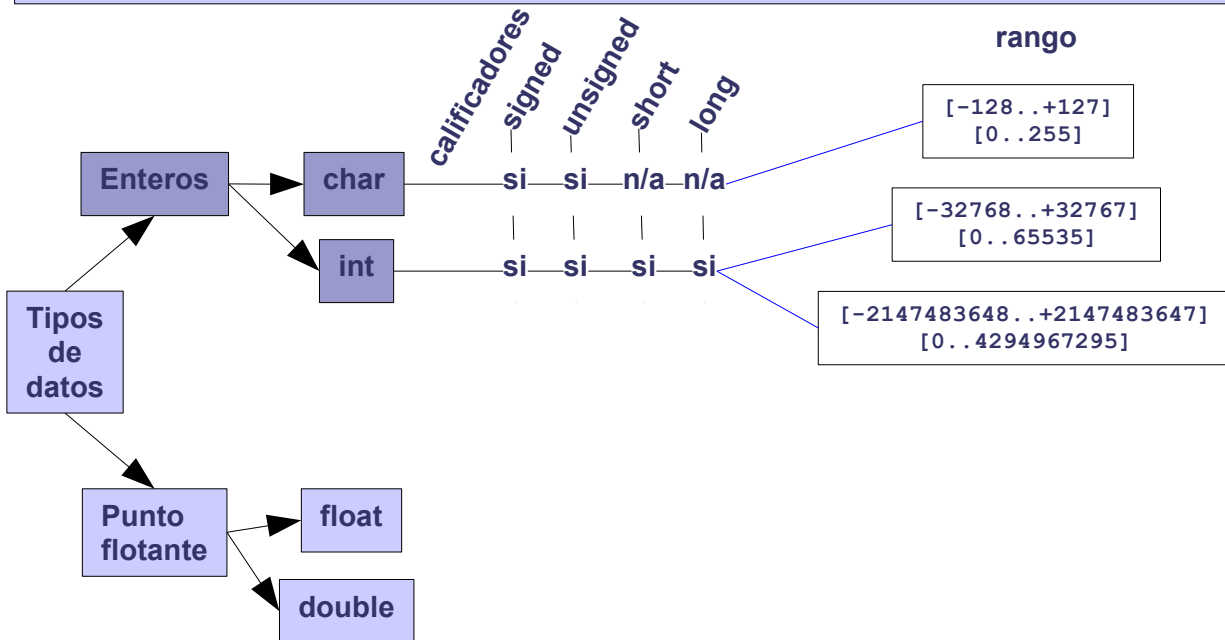 calificadores
signed
unsigned
short
long
rango
[-128..+127]
[0..255]
Enteros
char
si si n/a n/a
[-32768..+32767]
[0..65535]
int
si si si si
[-2147483648..+2147483647]
[0..4294967295]
Tipos
de
datos
Punto
flotante
float
double